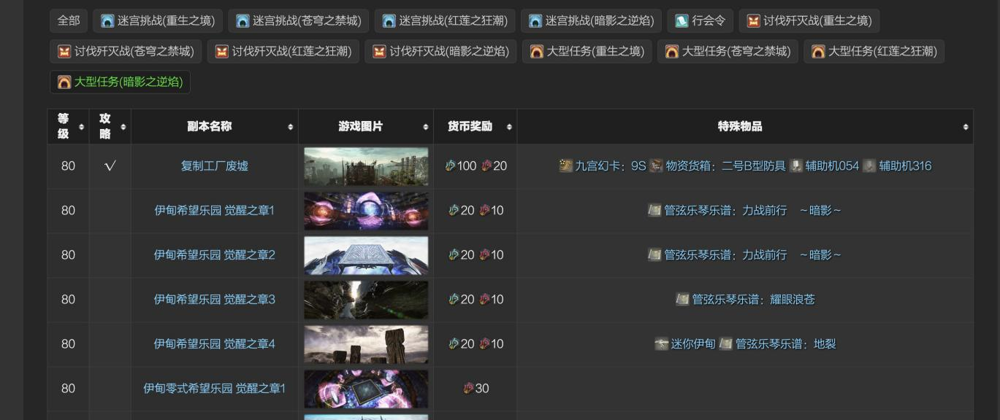 全部 迷宫挑战(重生之境) 迷宫挑战(苍穹之禁城) 迷宫挑战(红莲之狂潮) 迷宫挑战(暗影之逆焰) 行会令 讨伐歼灭战(重生之境)
讨伐歼灭战(苍穹之禁城) 讨伐歼灭战(红莲之狂潮) 讨伐歼灭战(暗影之逆焰) 大型任务(重生之境) 大型任务(苍穹之禁城) 大型任务(红莲之狂潮)
大型任务(暗影之逆焰)
等级 攻略 副本名称 游戏图片 货币奖励 特殊物品
80 √ 复制工厂废墟 100 20 九宫幻卡：9S 物资货箱：二号B型防具 辅助机054 辅助机316
80 伊甸希望乐园 觉醒之章1 20 10 管弦乐琴乐谱：力战前行　～暗影～
80 伊甸希望乐园 觉醒之章2 20 10 管弦乐琴乐谱：力战前行　～暗影～
80 伊甸希望乐园 觉醒之章3 20 10 管弦乐琴乐谱：耀眼浪苍
80 伊甸希望乐园 觉醒之章4 20 10 迷你伊甸 管弦乐琴乐谱：地裂
80 伊甸零式希望乐园 觉醒之章1 30